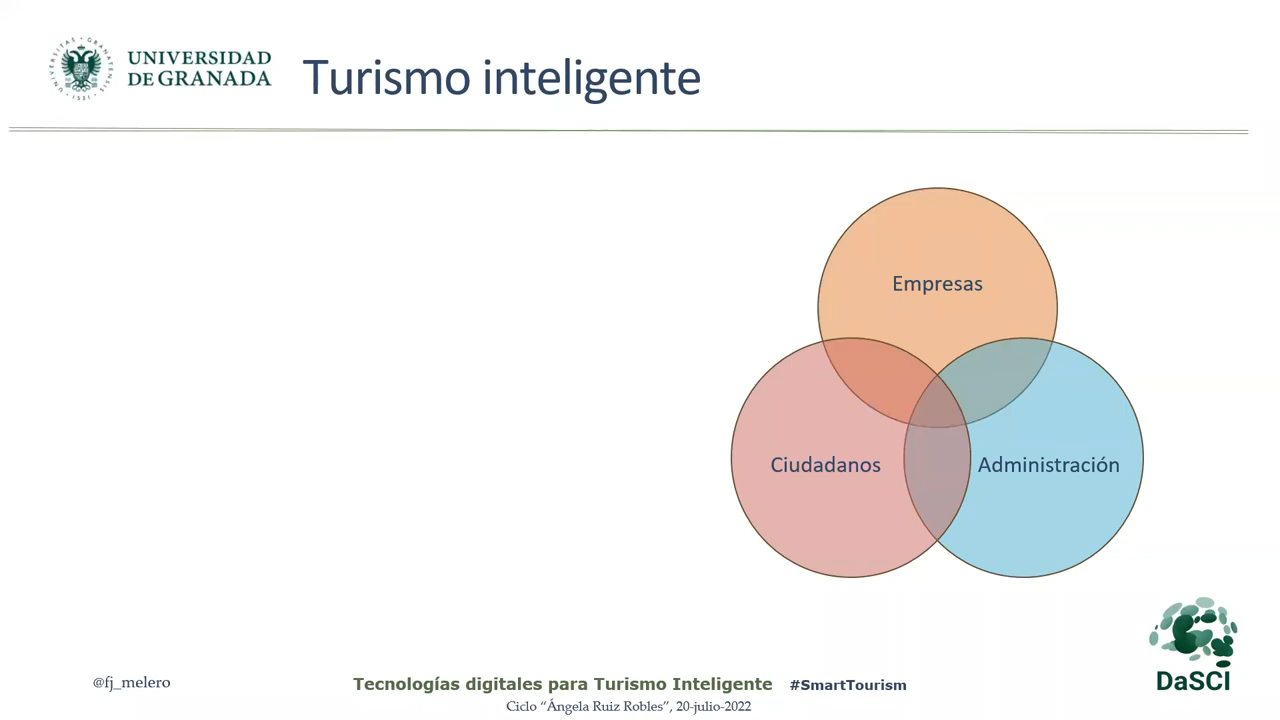 UNIVERSIDAD
DE GRANADA
Turismo inteligente
Empresas
Ciudadanos
Administración
DaSCI
@fj_melero
Tecnologías digitales para Turismo Inteligente #SmartTourism
Ciclo “Ángela Ruiz Robles”, 20-julio-2022